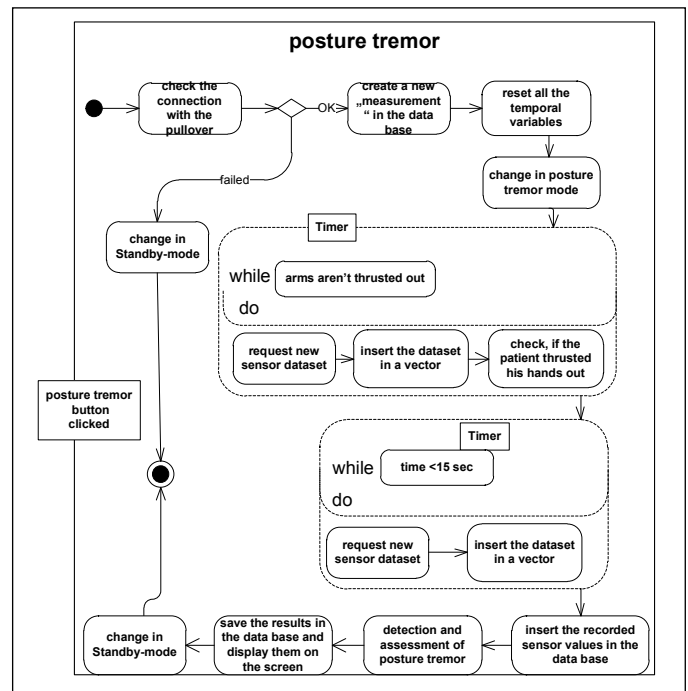 posture tremor
check the
connection
with the
pullover
OK
create a new
„measurement
“ in the data
base
reset all the
temporal
variables
change in posture
tremor mode
failed
change in
Standby-mode
Timer
while
arms aren't thrusted out
do
request new
sensor dataset
insert the dataset
in a vector
check, if the
patient thrusted
his hands out
posture tremor
button
clicked
Timer
while
time <15 sec
do
request new
sensor dataset
insert the dataset
in a vector
insert the recorded
sensor values in the
data base
detection and
assessment of
posture tremor
save the results in
the data base and
display them on
the screen
change in
Standby-mode